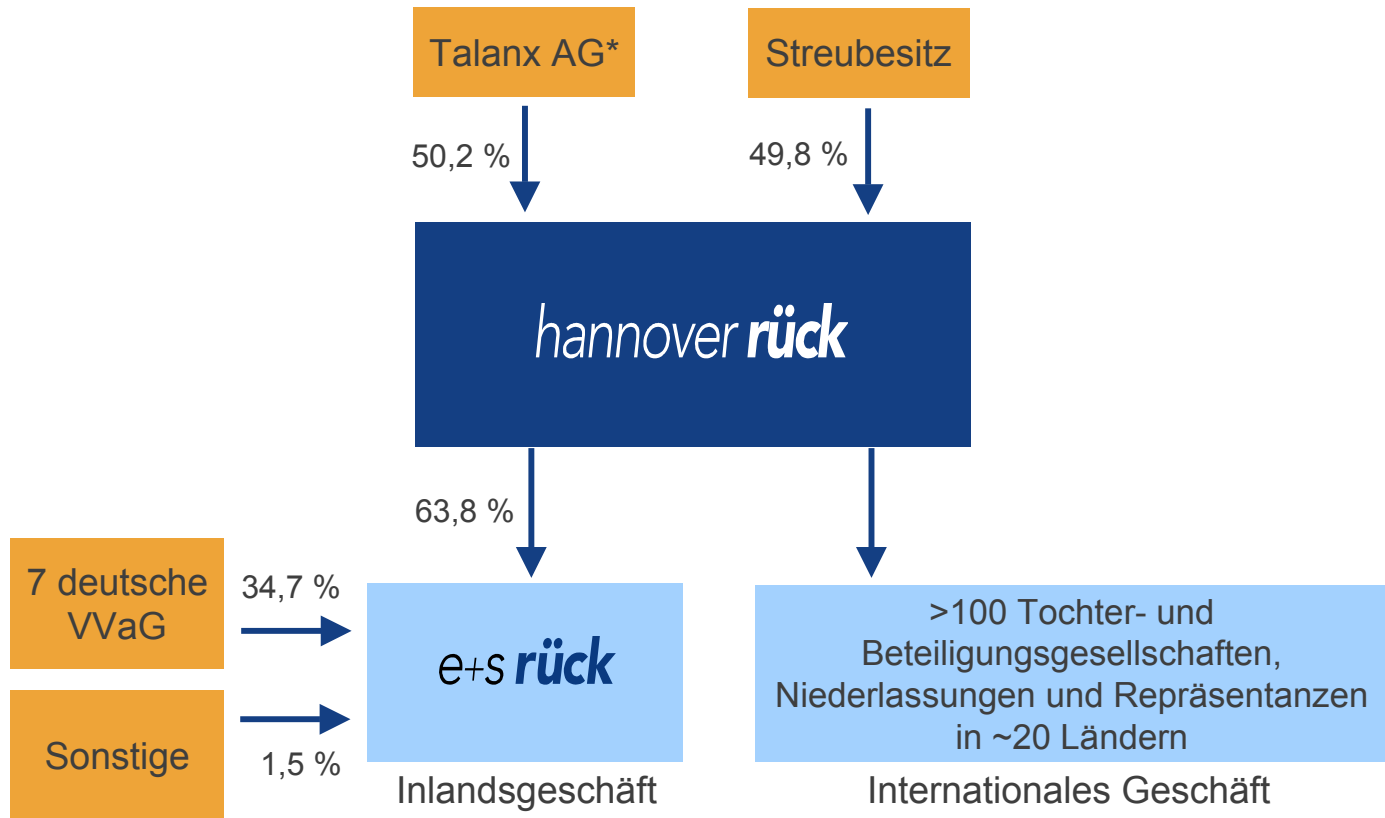 Talanx AG*
Streubesitz
50,2 %
49,8 %
hannover rück
63,8 %
7 deutsche
VVaG
34,7 %
e+s rück
>100 Tochter- und
Beteiligungsgesellschaften,
Niederlassungen und Repräsentanzen
in ~20 Ländern
Sonstige
1,5 %
Inlandsgeschäft
Internationales Geschäft